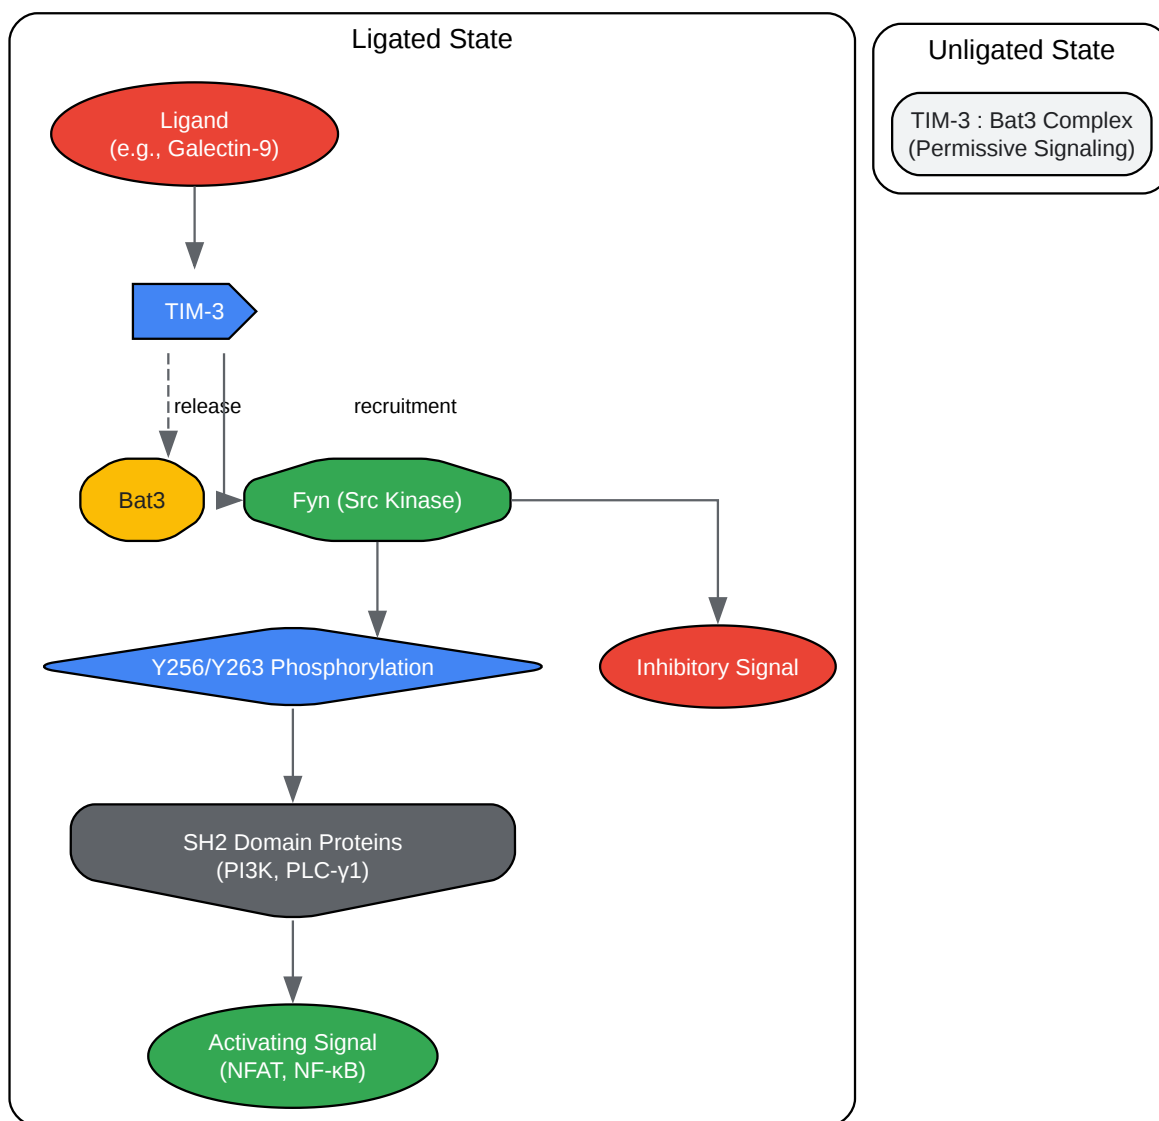 Ligated State
Ligand
(e.g., Galectin-9)
TIM-3
release
recruitment
Bat3
Fyn (Src Kinase)
Y256/Y263 Phosphorylation
Inhibitory Signal
SH2 Domain Proteins
(PI3K, PLC-γ1)
Activating Signal
(NFAT, NF-κB)
Unligated State
TIM-3 : Bat3 Complex
(Permissive Signaling)